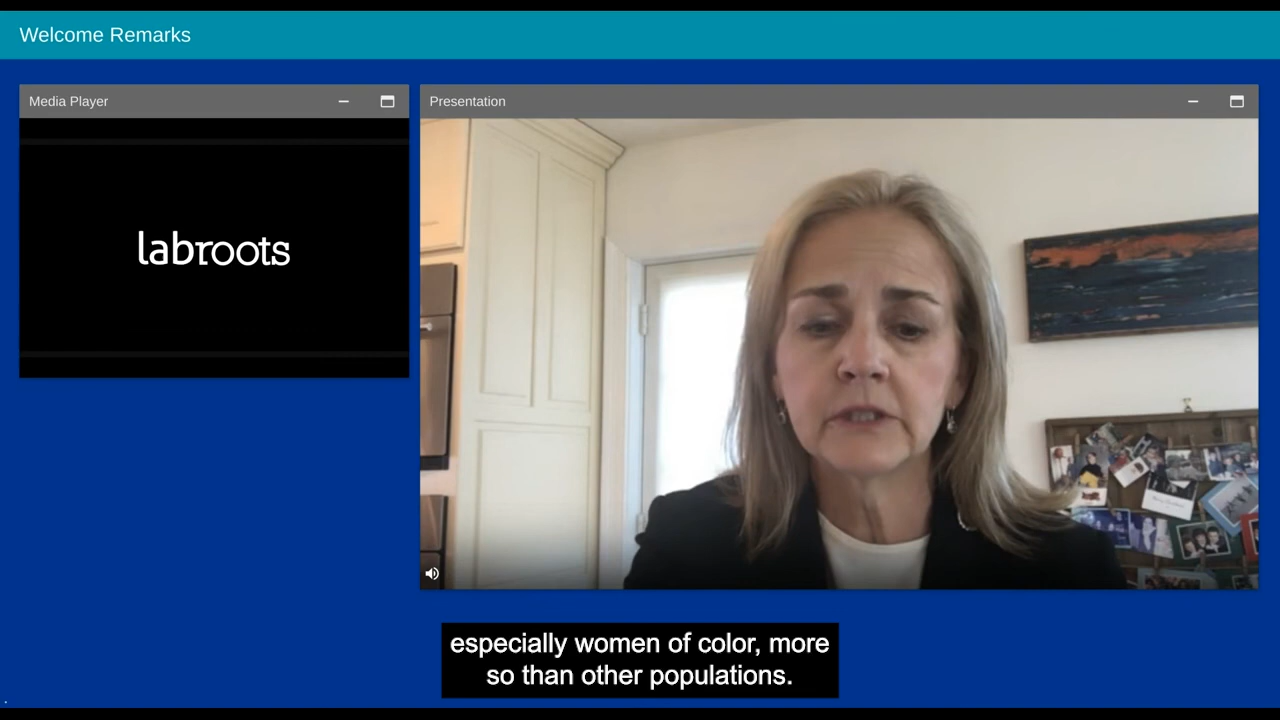 Welcome Remarks
Media Player
Presentation
labroots
especially women of color, more
so than other populations.